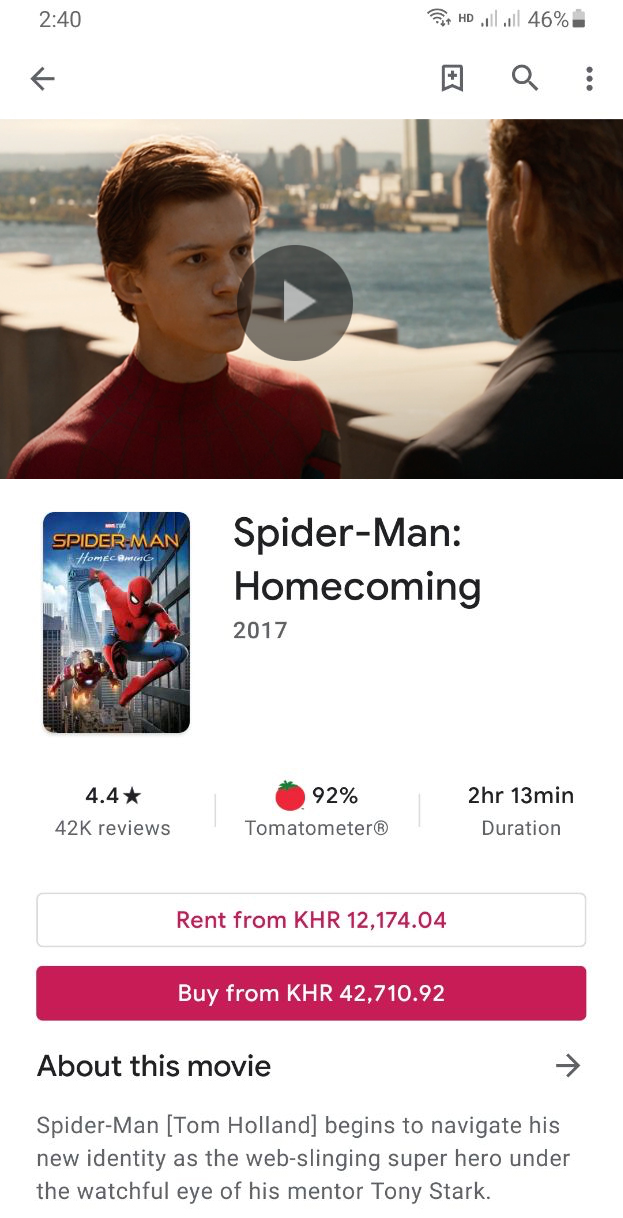 2:40
HD
46%
Spider-Man:
Homecoming
2017
SPIDER-MAN
HOMECOMING
4.4★
42K reviews
92%
Tomatometer®
2hr 13min
Duration
Rent from KHR 12,174.04
Buy from KHR 42,710.92
About this movie
Spider-Man [Tom Holland] begins to navigate his
new identity as the web-slinging super hero under
the watchful eye of his mentor Tony Stark.